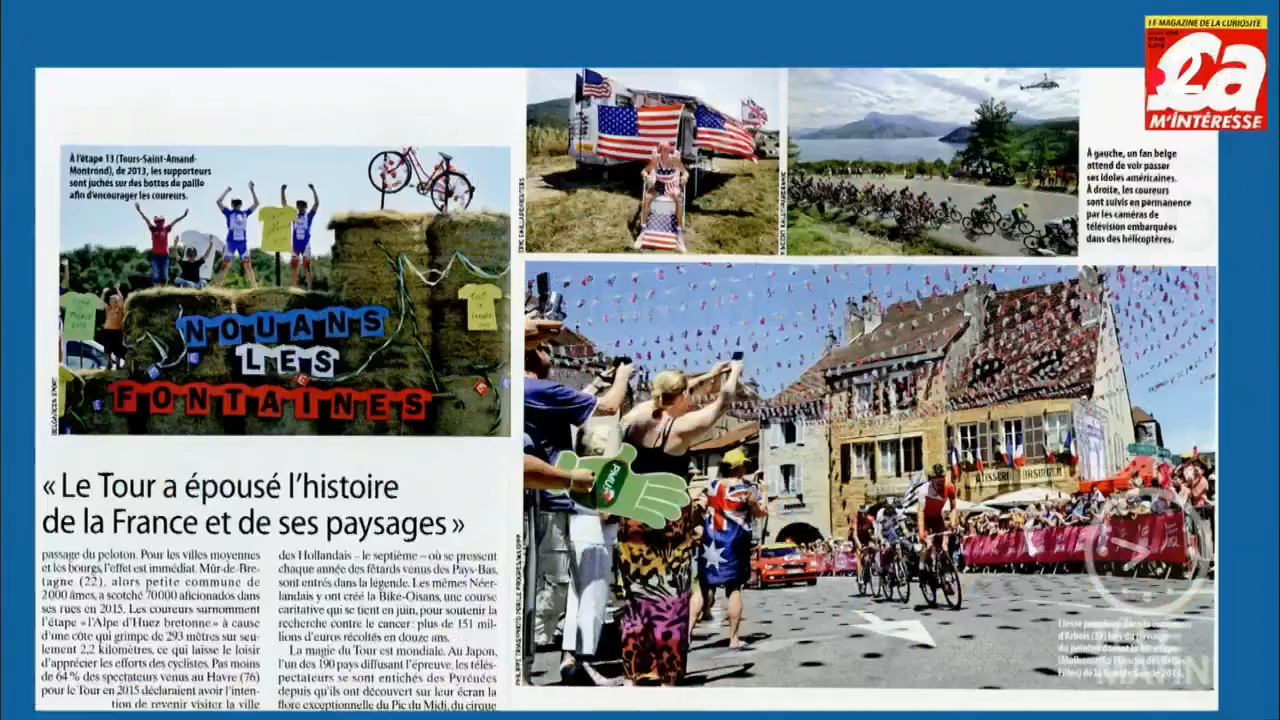 LE MAGAZINE DE LA CURIOSITÉ
Ça
M'INTÉRESSE
À l'étape 13 (Tours-Saint-Amand-
Montrond), de 2013, les supporteurs
sont juchés sur des bottes de paille
afin d'encourager les coureurs.
NOUANS
LES
FONTAINES
À gauche, un fan belge
attend de voir passer
ses idoles américaines.
À droite, les coureurs
sont suivis en permanence
par les caméras de
télévision embarquées
dans des hélicoptères.
« Le Tour a épousé l'histoire
de la France et de ses paysages »
passage du peloton. Pour les villes moyennes
et les bourgs, l'effet est immédiat. Mûr-de-Bre-
tagne (22), alors petite commune de
2000 âmes, a scotché 70000 aficionados dans
ses rues en 2015. Les coureurs surnomment
l'étape «l'Alpe d'Huez bretonne» à cause
d'une côte qui grimpe de 293 mètres sur seu-
lement 2,2 kilomètres, ce qui laisse le loisir
d'apprécier les efforts des cyclistes. Pas moins
de 64 % des spectateurs venus au Havre (76)
pour le Tour en 2015 déclaraient avoir l'inten-
tion de revenir visiter la ville
des Hollandais – le septième – où se pressent
chaque année des fêtards venus des Pays-Bas,
sont entrés dans la légende. Les mêmes Néer-
landais y ont créé la Bike-Oisans, une course
caritative qui se tient en juin, pour soutenir la
recherche contre le cancer : plus de 151 mil-
lions d'euros récoltés en douze ans.
La magie du Tour est mondiale. Au Japon,
l'un des 190 pays diffusant l'épreuve, les télés-
pectateurs se sont entichés des Pyrénées
depuis qu'ils ont découvert sur leur écran la
flore exceptionnelle du Pic du Midi, du cirque
PMU